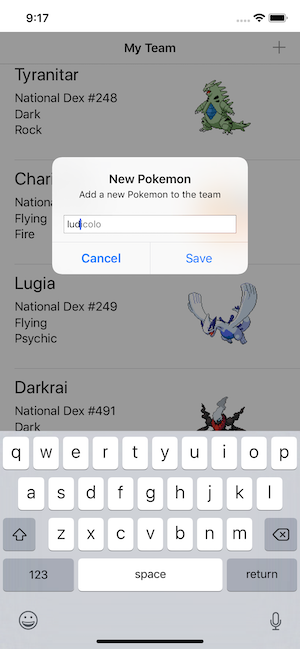 9:17
My Team
Tyranitar
National Dex #248
Dark
Rock
New Pokemon
Add a new Pokemon to the team
ludicolo
Cancel
Save
Flying
Fire
Lugia
National Dex #249
Flying
Psychic
Darkrai
National Dex #491
Dark
q w e r t y u i o p
a s d f g h j k l
z x c v b n m
123 space return